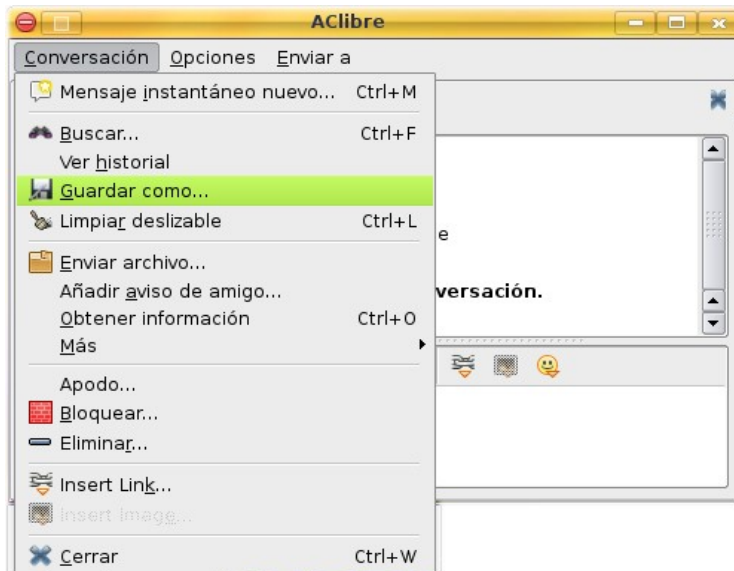 AClibre
Conversación Opciones Enviar a
Mensaje instantáneo nuevo... Ctrl+M
Buscar... Ctrl+F
Ver historial
Guardar como...
Limpiar deslizable Ctrl+L
e
Enviar archivo...
Añadir aviso de amigo...
versación.
Obtener información Ctrl+O
Más
Apodo...
Bloquear...
Eliminar...
Insert Link...
Insert Image...
Cerrar Ctrl+W